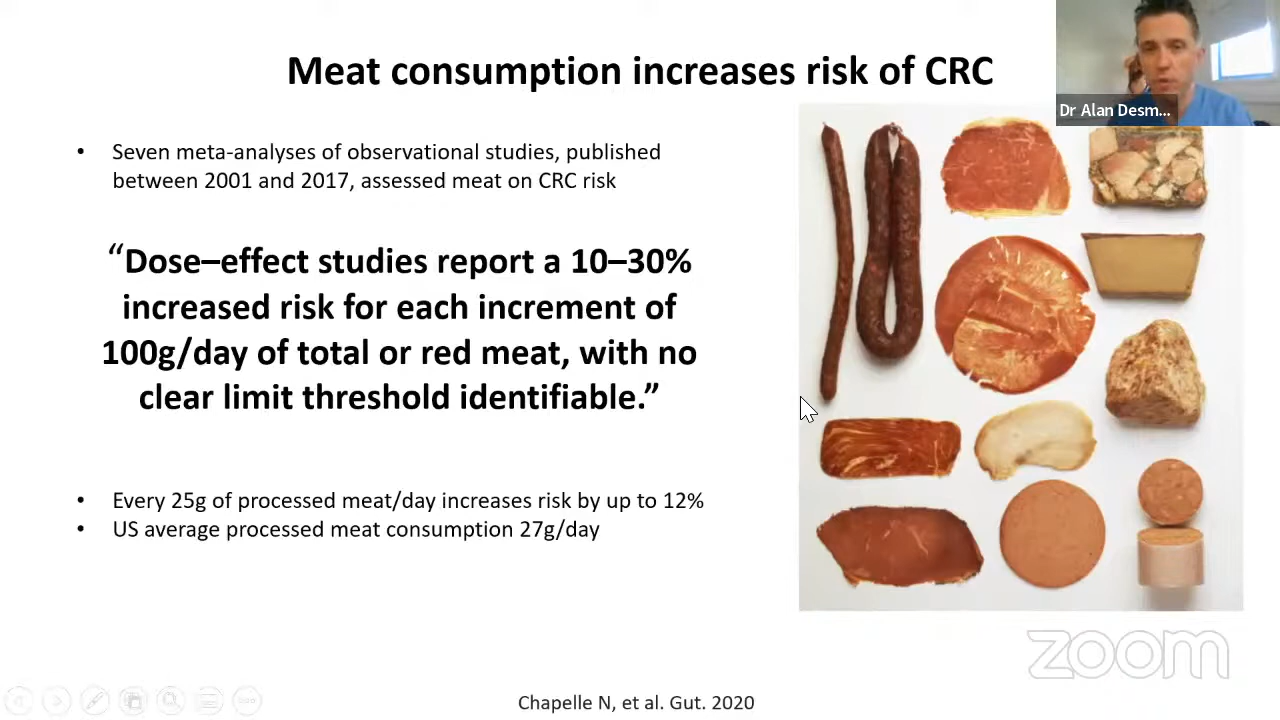 Meat consumption increases risk of CRC
Dr Alan Desm...
• Seven meta-analyses of observational studies, published
between 2001 and 2017, assessed meat on CRC risk
“Dose–effect studies report a 10–30%
increased risk for each increment of
100g/day of total or red meat, with no
clear limit threshold identifiable.”
• Every 25g of processed meat/day increases risk by up to 12%
• US average processed meat consumption 27g/day
zoom
Chapelle N, et al. Gut. 2020